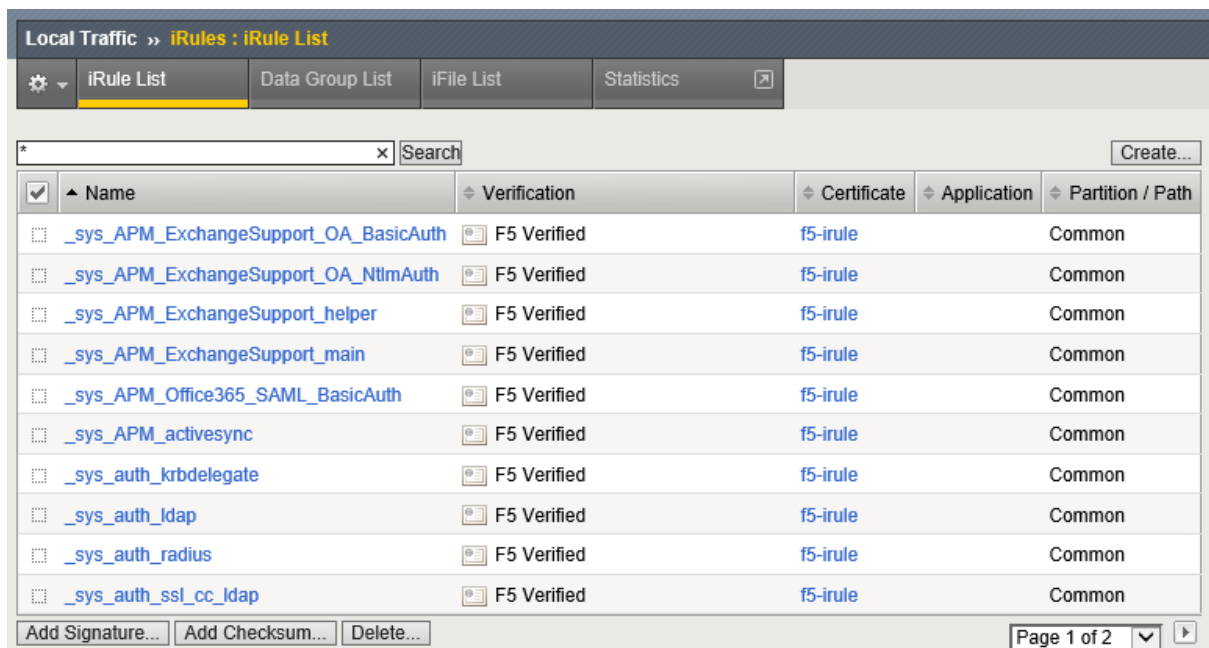 Local Traffic ›› iRules : iRule List
iRule List Data Group List iFile List Statistics
* × Search Create...
Name Verification Certificate Application Partition / Path
_sys_APM_ExchangeSupport_OA_BasicAuth F5 Verified f5-irule Common
_sys_APM_ExchangeSupport_OA_NtlmAuth F5 Verified f5-irule Common
_sys_APM_ExchangeSupport_helper F5 Verified f5-irule Common
_sys_APM_ExchangeSupport_main F5 Verified f5-irule Common
_sys_APM_Office365_SAML_BasicAuth F5 Verified f5-irule Common
_sys_APM_activesync F5 Verified f5-irule Common
_sys_auth_krbdelegate F5 Verified f5-irule Common
_sys_auth_ldap F5 Verified f5-irule Common
_sys_auth_radius F5 Verified f5-irule Common
_sys_auth_ssl_cc_ldap F5 Verified f5-irule Common
Add Signature... Add Checksum... Delete... Page 1 of 2